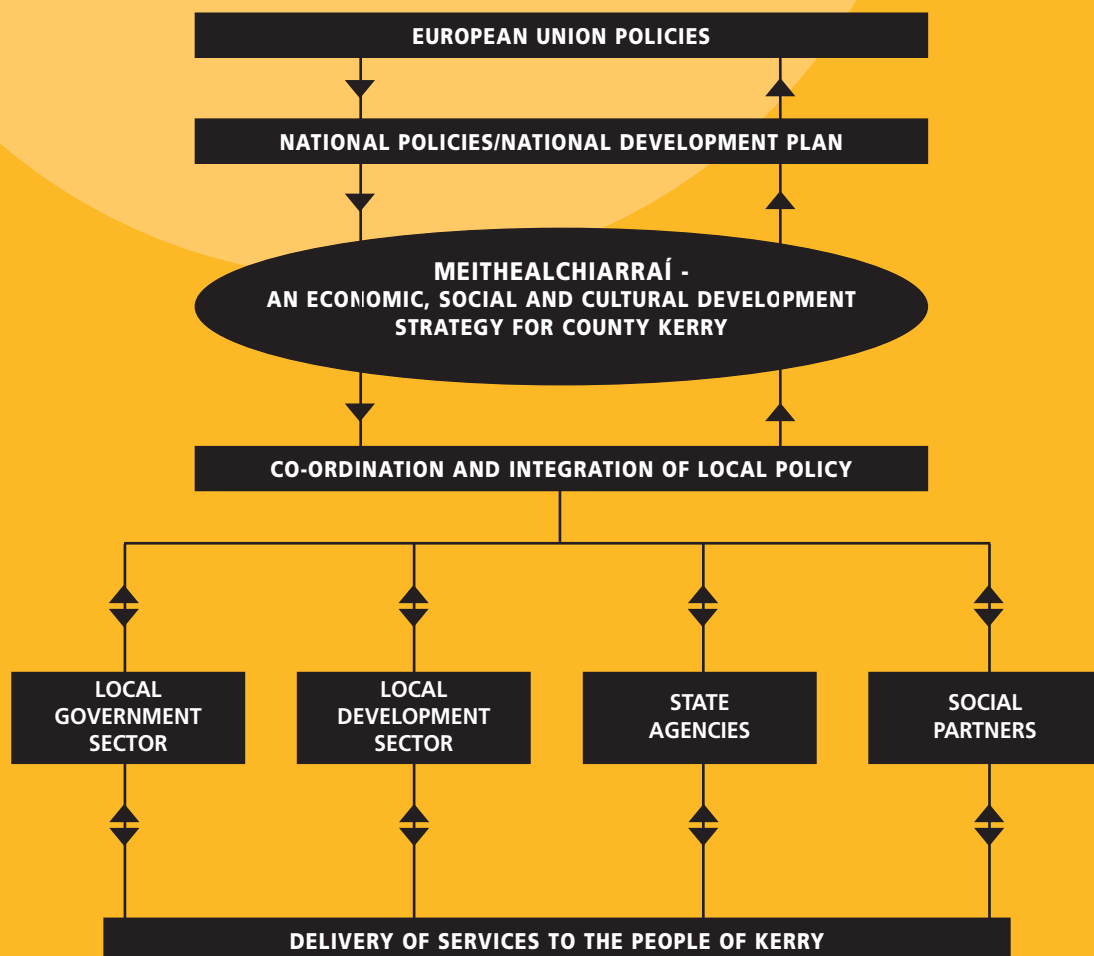 EUROPEAN UNION POLICIES
NATIONAL POLICIES/NATIONAL DEVELOPMENT PLAN
MEITHEALCHIARRAÍ -
AN ECONOMIC, SOCIAL AND CULTURAL DEVELOPMENT
STRATEGY FOR COUNTY KERRY
CO-ORDINATION AND INTEGRATION OF LOCAL POLICY
LOCAL
GOVERNMENT
SECTOR
LOCAL
DEVELOPMENT
SECTOR
STATE
AGENCIES
SOCIAL
PARTNERS
DELIVERY OF SERVICES TO THE PEOPLE OF KERRY